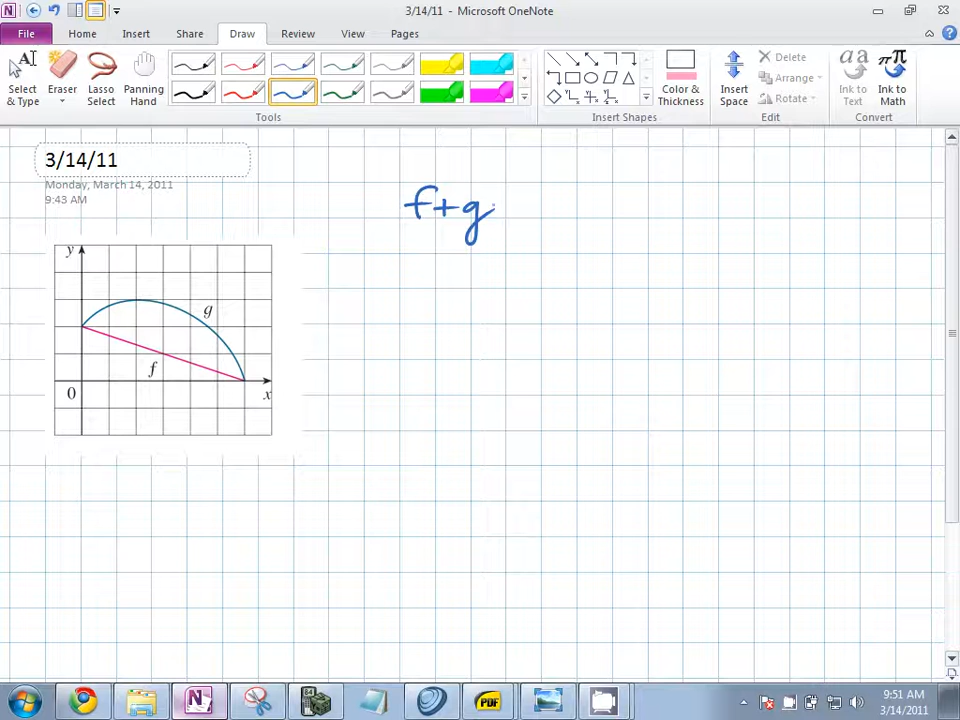 3/14/11 - Microsoft OneNote
File Home Insert Share Draw Review View Pages
Select & Type
Eraser
Lasso Select
Panning Hand
Tools
Insert Shapes
Color & Thickness
Insert Space
Delete
Arrange
Rotate
Edit
Ink to Text
Ink to Math
Convert
3/14/11
Monday, March 14, 2011
9:43 AM
f+g
y
g
f
0
x
PDF
9:51 AM
3/14/2011